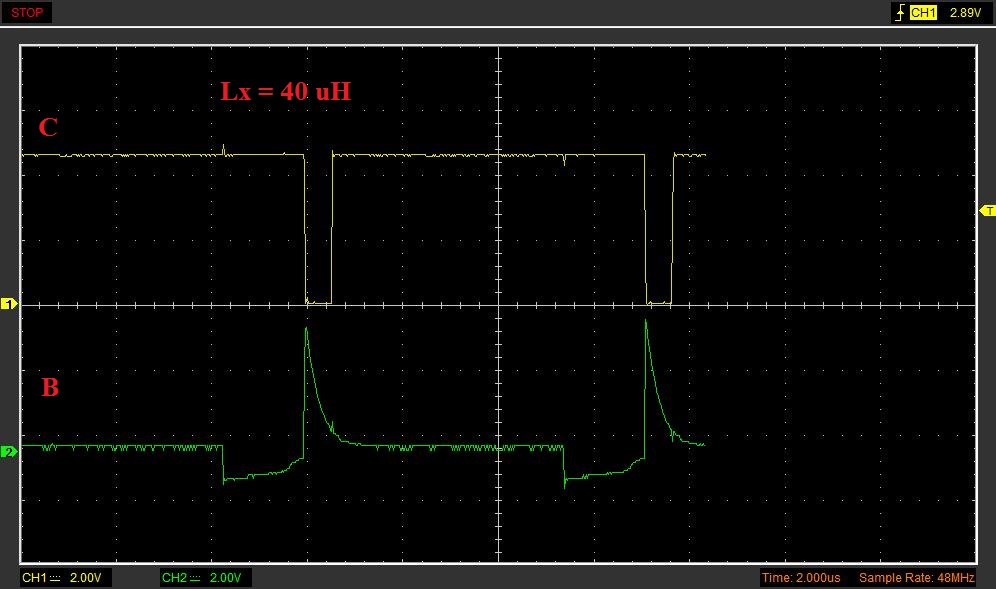 STOP
CH1 2.89V
Lx = 40 uH
C
T
1
B
2
CH1 2.00V
CH2 2.00V
Time: 2.000us Sample Rate: 48MHz